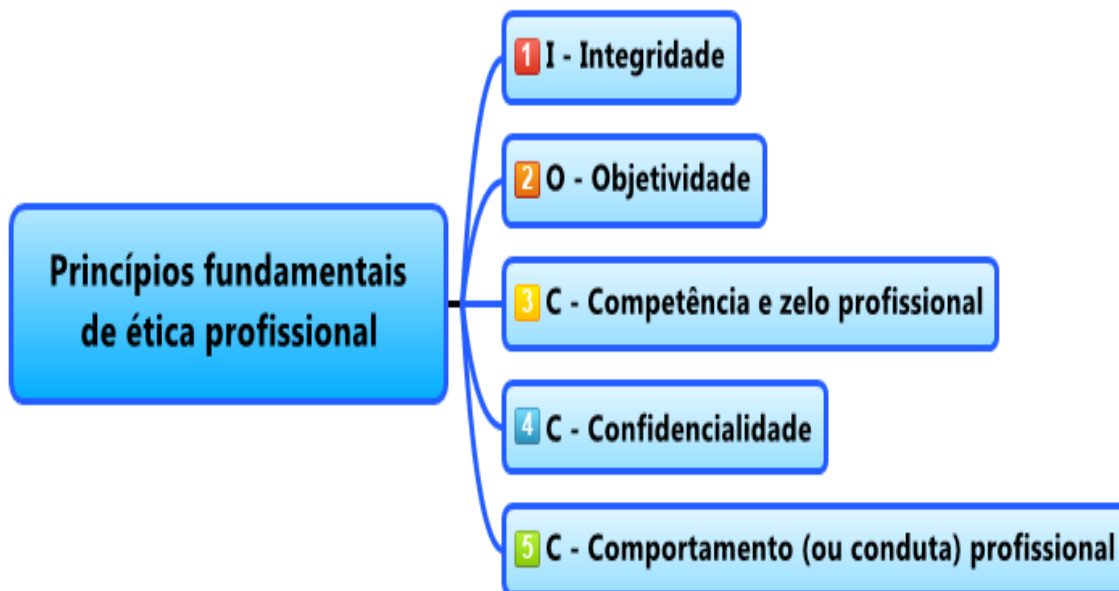 Princípios fundamentais
de ética profissional
1 I - Integridade
2 O - Objetividade
3 C - Competência e zelo profissional
4 C - Confidencialidade
5 C - Comportamento (ou conduta) profissional